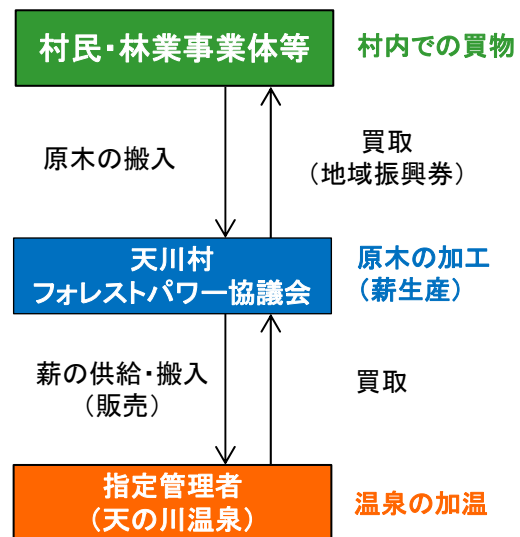 村民・林業事業体等
村内での買物
原木の搬入
買取
（地域振興券）
天川村
フォレストパワー協議会
原木の加工
（薪生産）
薪の供給・搬入
（販売）
買取
指定管理者
（天の川温泉）
温泉の加温